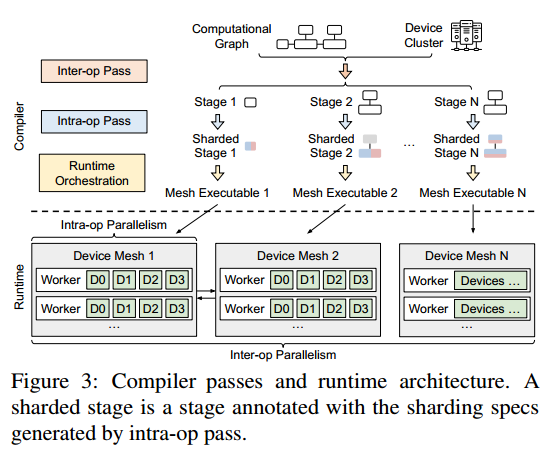 Computational Graph
Device Cluster
Compiler
Inter-op Pass
Intra-op Pass
Runtime Orchestration
Stage 1
Stage 2
Stage N
Sharded Stage 1
Sharded Stage 2
...
Sharded Stage N
Mesh Executable 1
Mesh Executable 2
Mesh Executable N
Intra-op Parallelism
Runtime
Device Mesh 1
Worker D0 D1 D2 D3
Worker D0 D1 D2 D3
...
Device Mesh 2
Worker D0 D1 D2 D3
Worker D0 D1 D2 D3
...
Device Mesh N
Worker Devices ...
Worker Devices ...
...
Inter-op Parallelism
Figure 3: Compiler passes and runtime architecture. A
sharded stage is a stage annotated with the sharding specs
generated by intra-op pass.